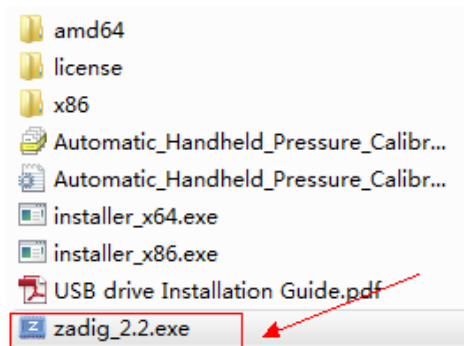 amd64
license
x86
Automatic_Handheld_Pressure_Calibr...
Automatic_Handheld_Pressure_Calibr...
installer_x64.exe
installer_x86.exe
USB drive Installation Guide.pdf
zadig_2.2.exe